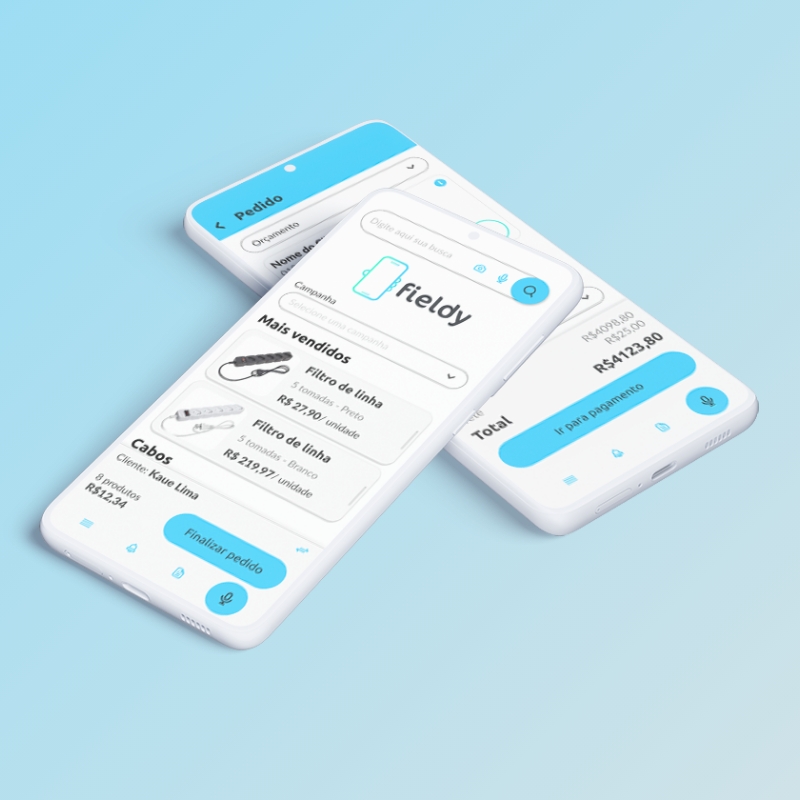 Pedido
Orçamento
Nome do
Digite aqui sua busca
fieldy
Campanha
Selecione uma campanha
Mais vendidos
Filtro de linha
5 tomadas - Preto
R$ 27,90/ unidade
Filtro de linha
5 tomadas - Branco
R$ 219,97/ unidade
Cabos
Cliente: Kaue Lima
8 produtos
R$12,34
Finalizar pedido
R$4098,80
R$25,00
R$4123,80
Total
Ir para pagamento